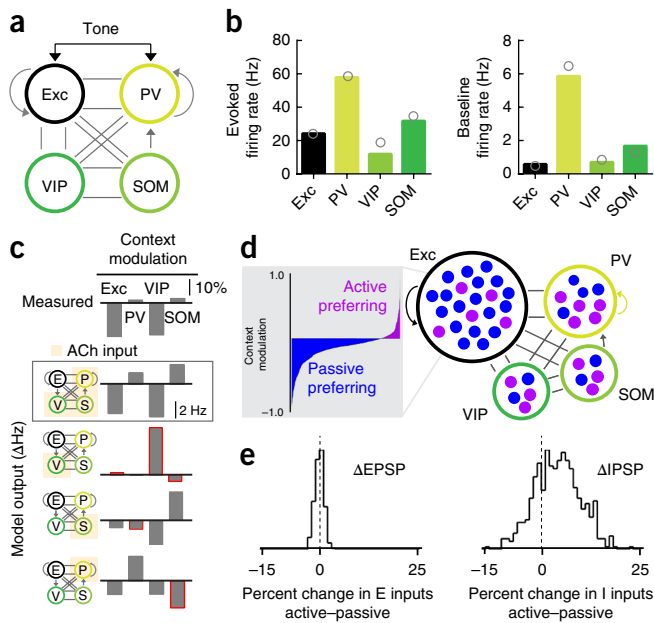 a
Tone
Exc
PV
VIP
SOM
b
Evoked
firing rate (Hz)
80
60
40
20
0
Exc
PV
VIP
SOM
Baseline
firing rate (Hz)
8
6
4
2
0
Exc
PV
VIP
SOM
c
Context
modulation
Exc
VIP
10%
Measured
PV
SOM
ACh input
E
P
V
S
2 Hz
E
P
V
S
E
P
V
S
E
P
V
S
Model output (ΔHz)
d
1.0
Context
modulation
–1.0
Active
preferring
Passive
preferring
Exc
PV
VIP
SOM
e
ΔEPSP
–15
0
25
Percent change in E inputs
active–passive
ΔIPSP
–15
0
25
Percent change in I inputs
active–passive